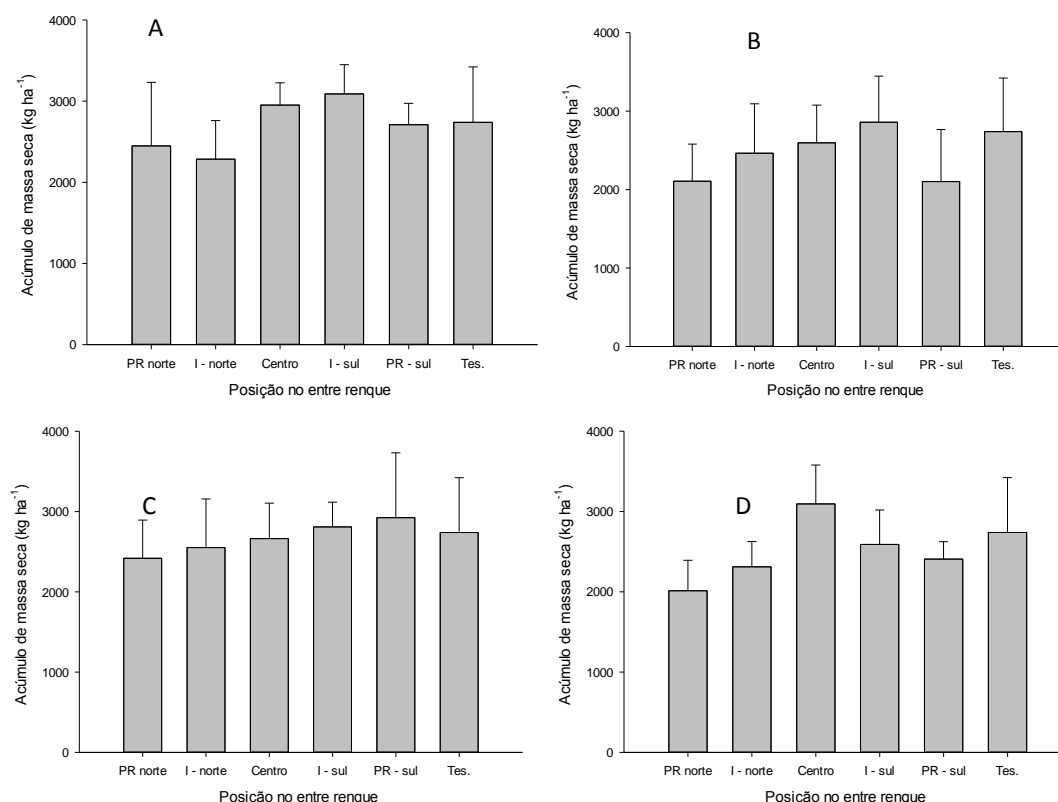 A
Acúmulo de massa seca (kg ha-1)
4000
3000
2000
1000
0
PR norte I - norte Centro I - sul PR - sul Tes.
Posição no entre renque
B
Acúmulo de massa seca (kg ha-1)
4000
3000
2000
1000
0
PR norte I - norte Centro I - sul PR - sul Tes.
Posição no entre renque
C
Acúmulo de massa seca (kg ha-1)
4000
3000
2000
1000
0
PR norte I - norte Centro I - sul PR - sul Tes.
Posição no entre renque
D
Acúmulo de massa seca (kg ha-1)
4000
3000
2000
1000
0
PR norte I - norte Centro I - sul PR - sul Tes.
Posição no entre renque